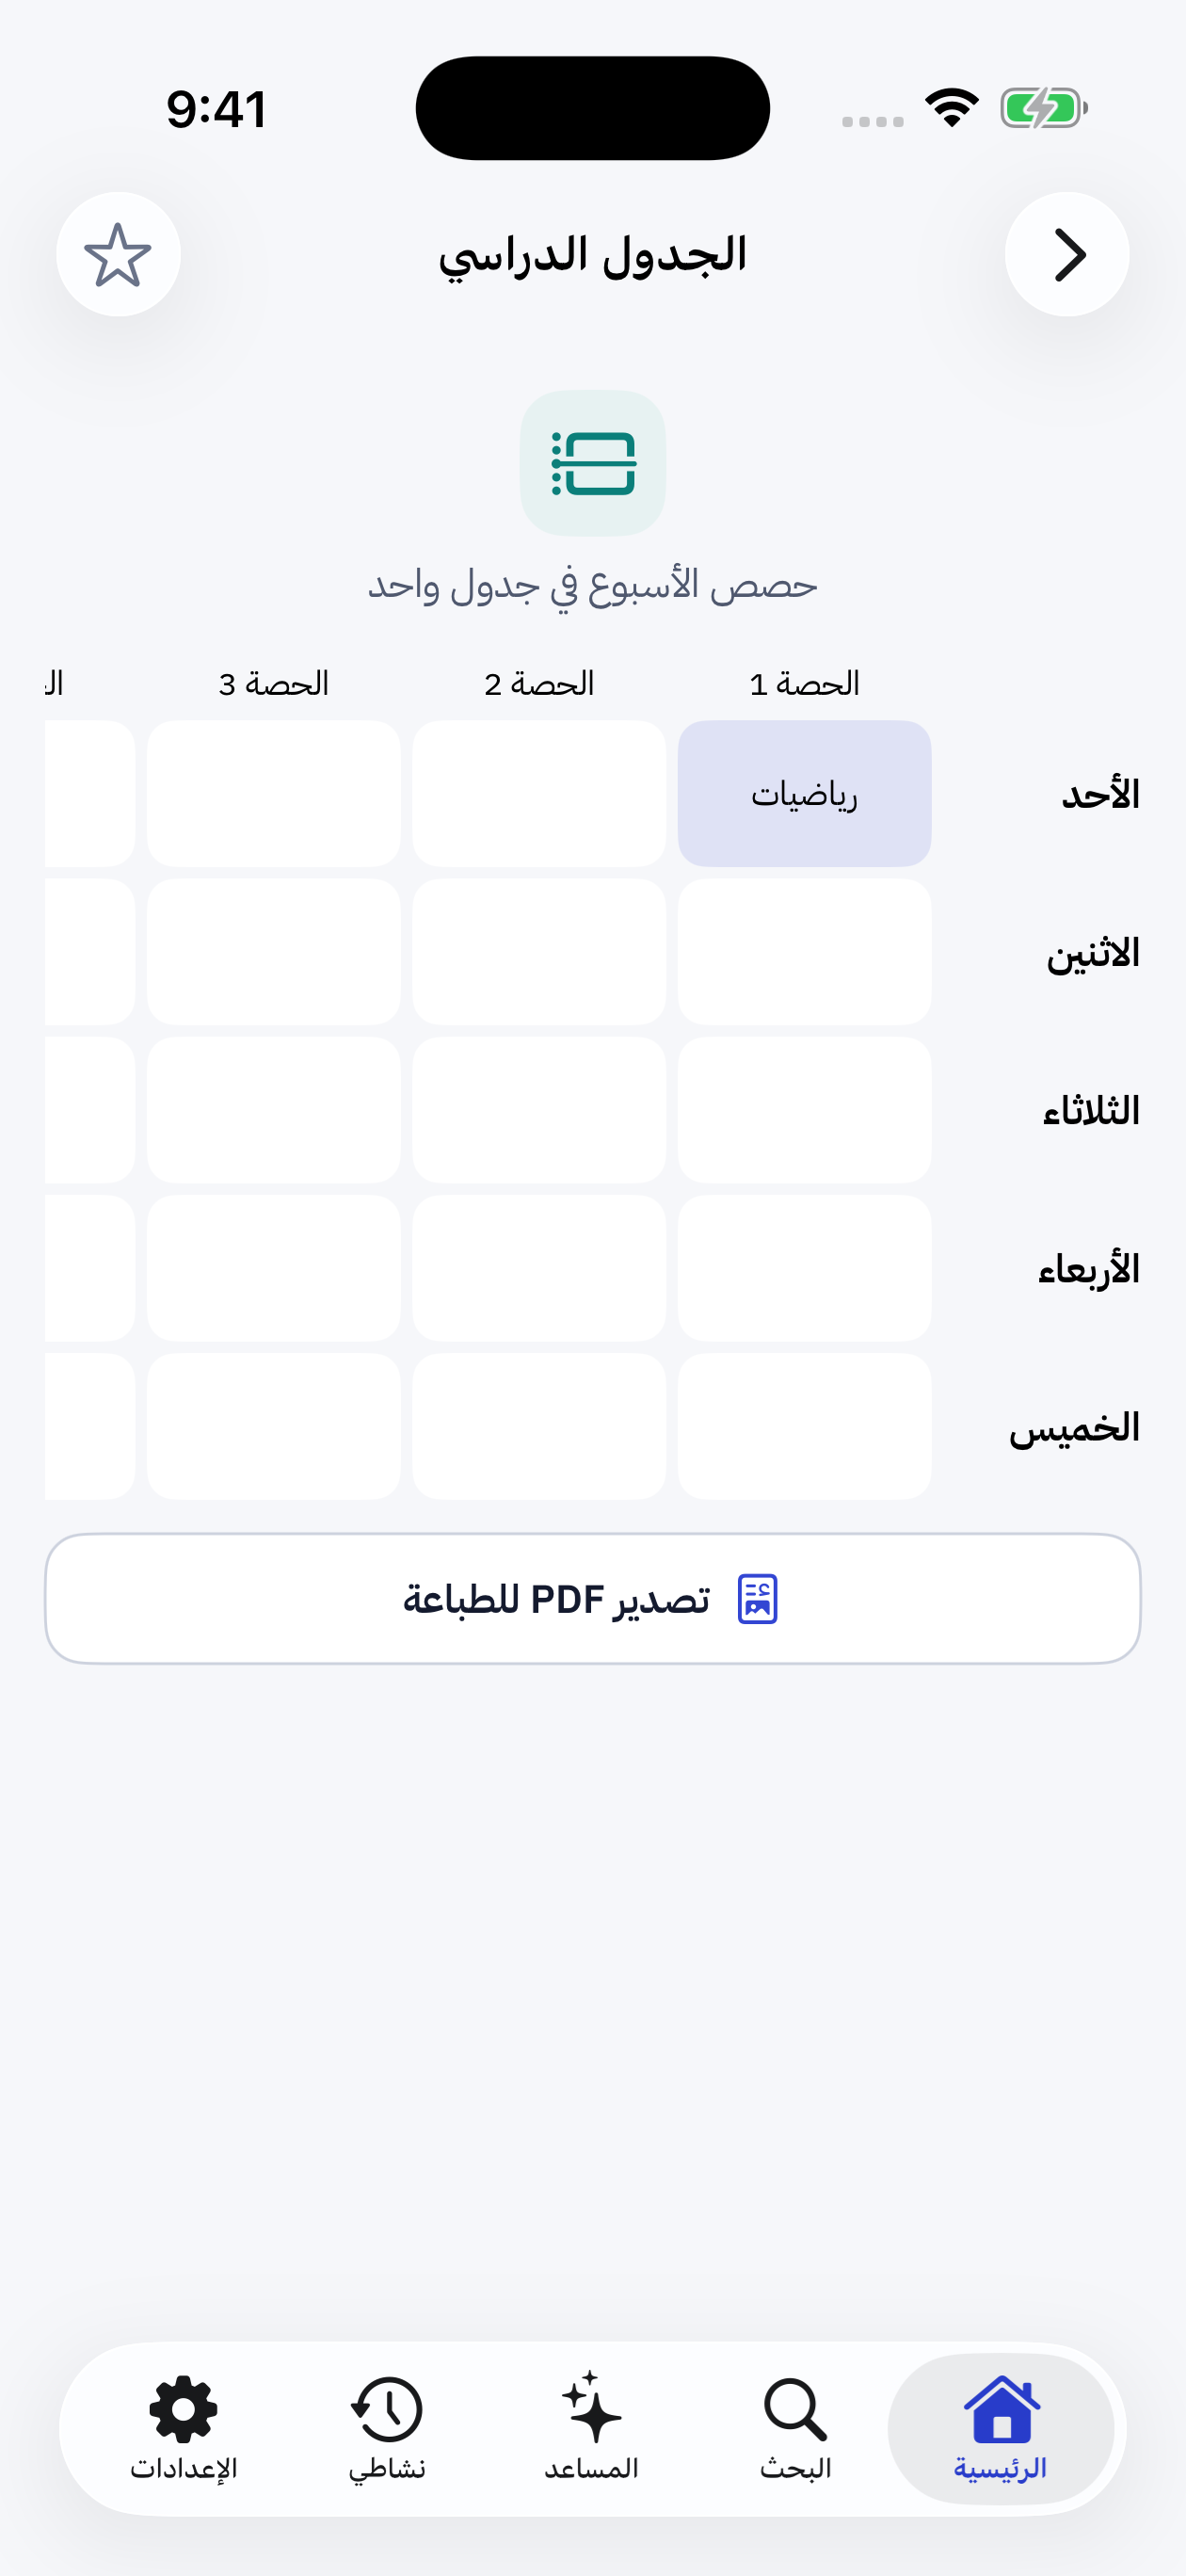 9:41
الجدول الدراسي
حصص الأسبوع في جدول واحد
الحصة 1 الحصة 2 الحصة 3
الأحد رياضيات
الاثنين
الثلاثاء
الأربعاء
الخميس
تصدير PDF للطباعة
الرئيسية البحث المساعد نشاطي الإعدادات